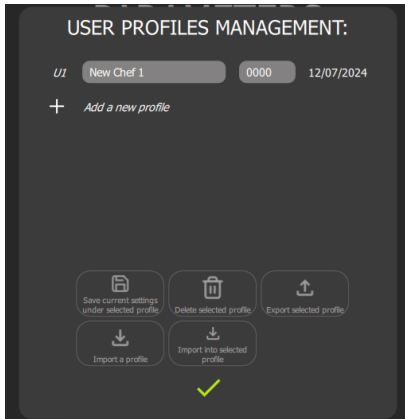 USER PROFILES MANAGEMENT:
U1 New Chef 1 0000 12/07/2024
+ Add a new profile
Save current settings
under selected profile
Delete selected profile
Export selected profile
Import a profile
Import into selected
profile